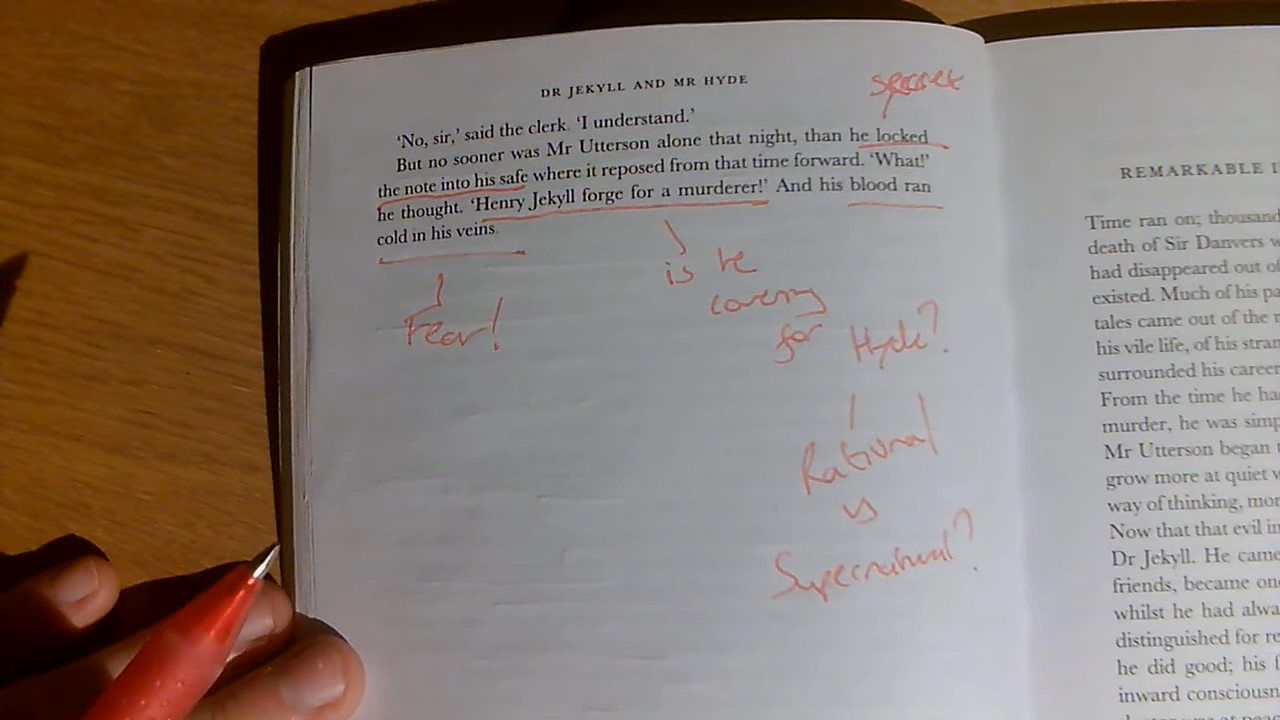 DR JEKYLL AND MR HYDE
secret
'No, sir,' said the clerk. 'I understand.'
But no sooner was Mr Utterson alone that night, than he locked
the note into his safe where it reposed from that time forward. 'What!'
he thought. 'Henry Jekyll forge for a murderer!' And his blood ran
cold in his veins.
Fear!
is he
covering
for Hyde?
Rational
vs
Supernatural?
REMARKABLE I
Time ran on; thousand
death of Sir Danvers w
had disappeared out of
existed. Much of his pa
tales came out of the
his vile life, of his stran
surrounded his career
From the time he ha
murder, he was simp
Mr Utterson began t
grow more at quiet w
way of thinking, mor
Now that that evil in
Dr Jekyll. He came
friends, became on
whilst he had alwa
distinguished for re
he did good; his f
inward consciousn